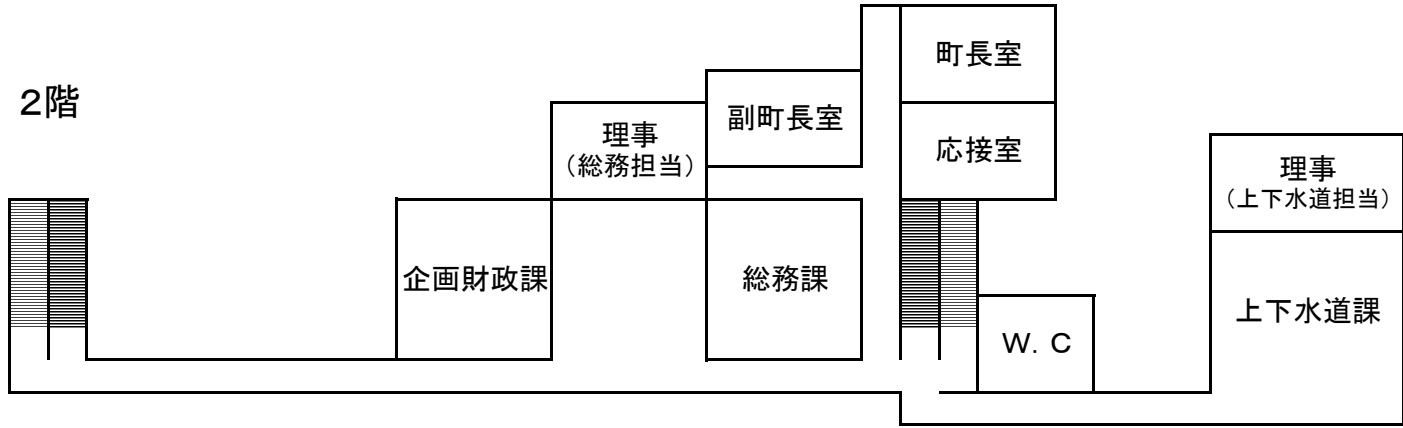 2階
町長室
副町長室
理事
（総務担当）
応接室
理事
（上下水道担当）
企画財政課
総務課
上下水道課
W．C